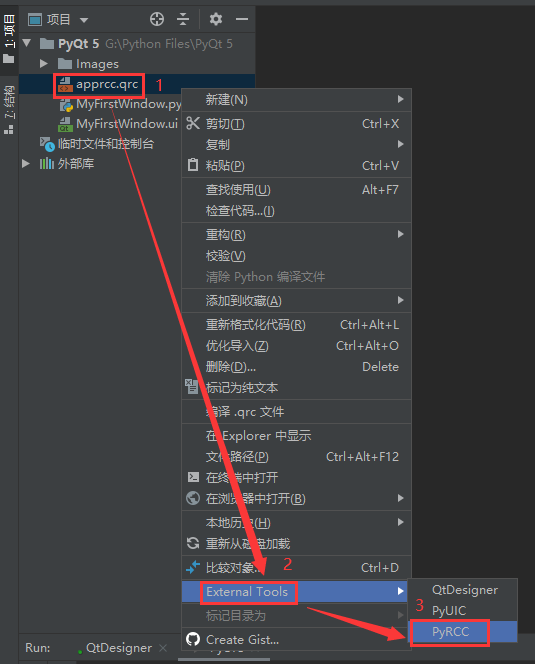 项目
1: 项目
PyQt 5 G:\Python Files\PyQt 5
Images
apprcc.qrc
1
MyFirstWindow.py
MyFirstWindow.ui
临时文件和控制台
外部库
7: 结构
新建(N)
剪切(T) Ctrl+X
复制
粘贴(P) Ctrl+V
查找使用(U) Alt+F7
检查代码...(I)
重构(R)
校验(V)
清除 Python 编译文件
添加到收藏(A)
重新格式化代码(R) Ctrl+Alt+L
优化导入(Z) Ctrl+Alt+O
删除(D)... Delete
标记为纯文本
编译 .qrc 文件
在 Explorer 中显示
文件路径(P) Ctrl+Alt+F12
在终端中打开
在浏览器中打开(B)
本地历史(H)
重新从磁盘加载
比较对象... Ctrl+D
2
External Tools
标记目录为
Create Gist...
QtDesigner
PyUIC
3
PyRCC
Run: QtDesigner